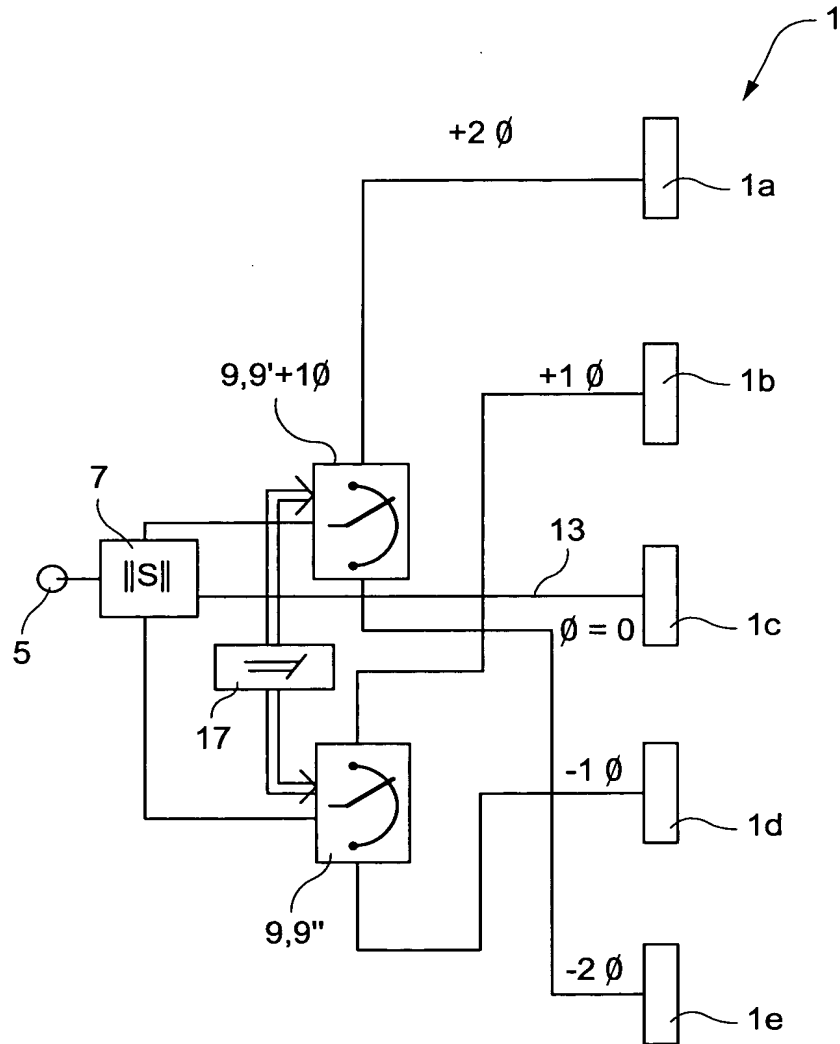 1
+2 ∅
1a
9,9'+1∅
+1 ∅
1b
7
||S||
13
5
∅ = 0
1c
17
-1 ∅
1d
9,9"
-2 ∅
1e